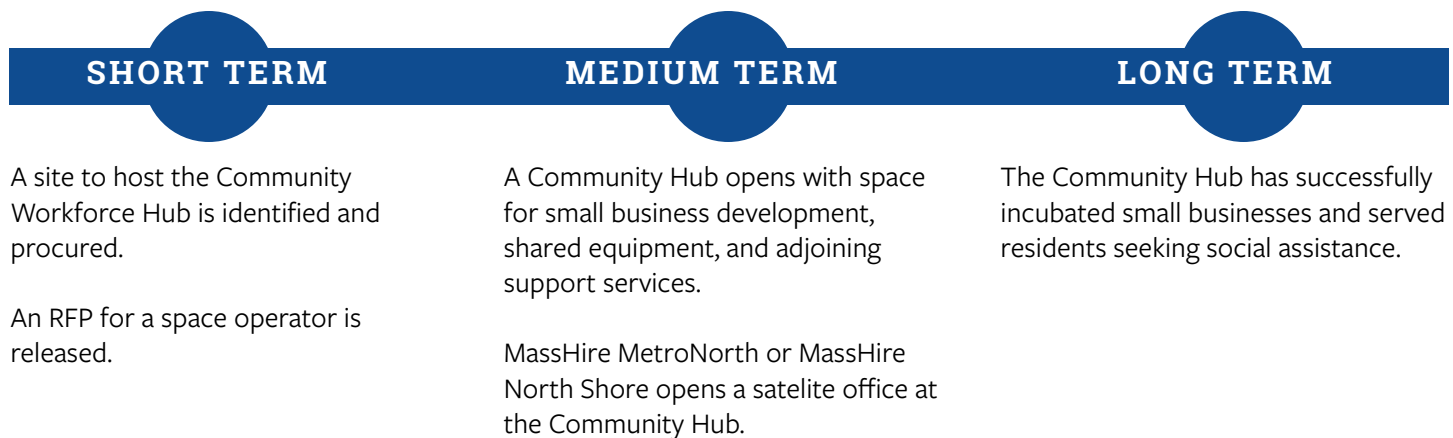 SHORT TERM
A site to host the Community
Workforce Hub is identified and
procured.
An RFP for a space operator is
released.
MEDIUM TERM
A Community Hub opens with space
for small business development,
shared equipment, and adjoining
support services.
MassHire MetroNorth or MassHire
North Shore opens a satelite office at
the Community Hub.
LONG TERM
The Community Hub has successfully
incubated small businesses and served
residents seeking social assistance.